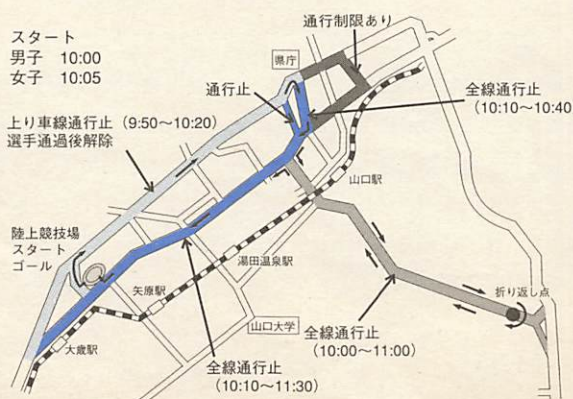 スタート
男子 10:00
女子 10:05
通行制限あり
県庁
通行止
全線通行止
(10:10～10:40)
上り車線通行止(9:50～10:20)
選手通過後解除
山口駅
陸上競技場
スタート
ゴール
湯田温泉駅
矢原駅
折り返し点
山口大学
大歳駅
全線通行止
(10:00～11:00)
全線通行止
(10:10～11:30)